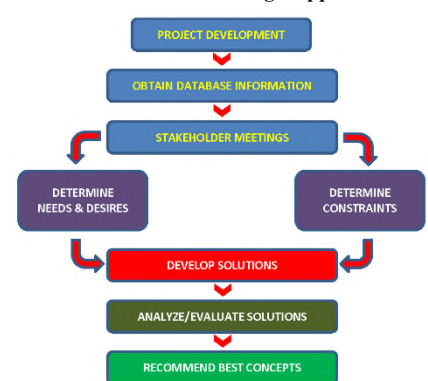 PROJECT DEVELOPMENT
OBTAIN DATABASE INFORMATION
STAKEHOLDER MEETINGS
DETERMINE
NEEDS & DESIRES
DETERMINE
CONSTRAINTS
DEVELOP SOLUTIONS
ANALYZE/EVALUATE SOLUTIONS
RECOMMEND BEST CONCEPTS